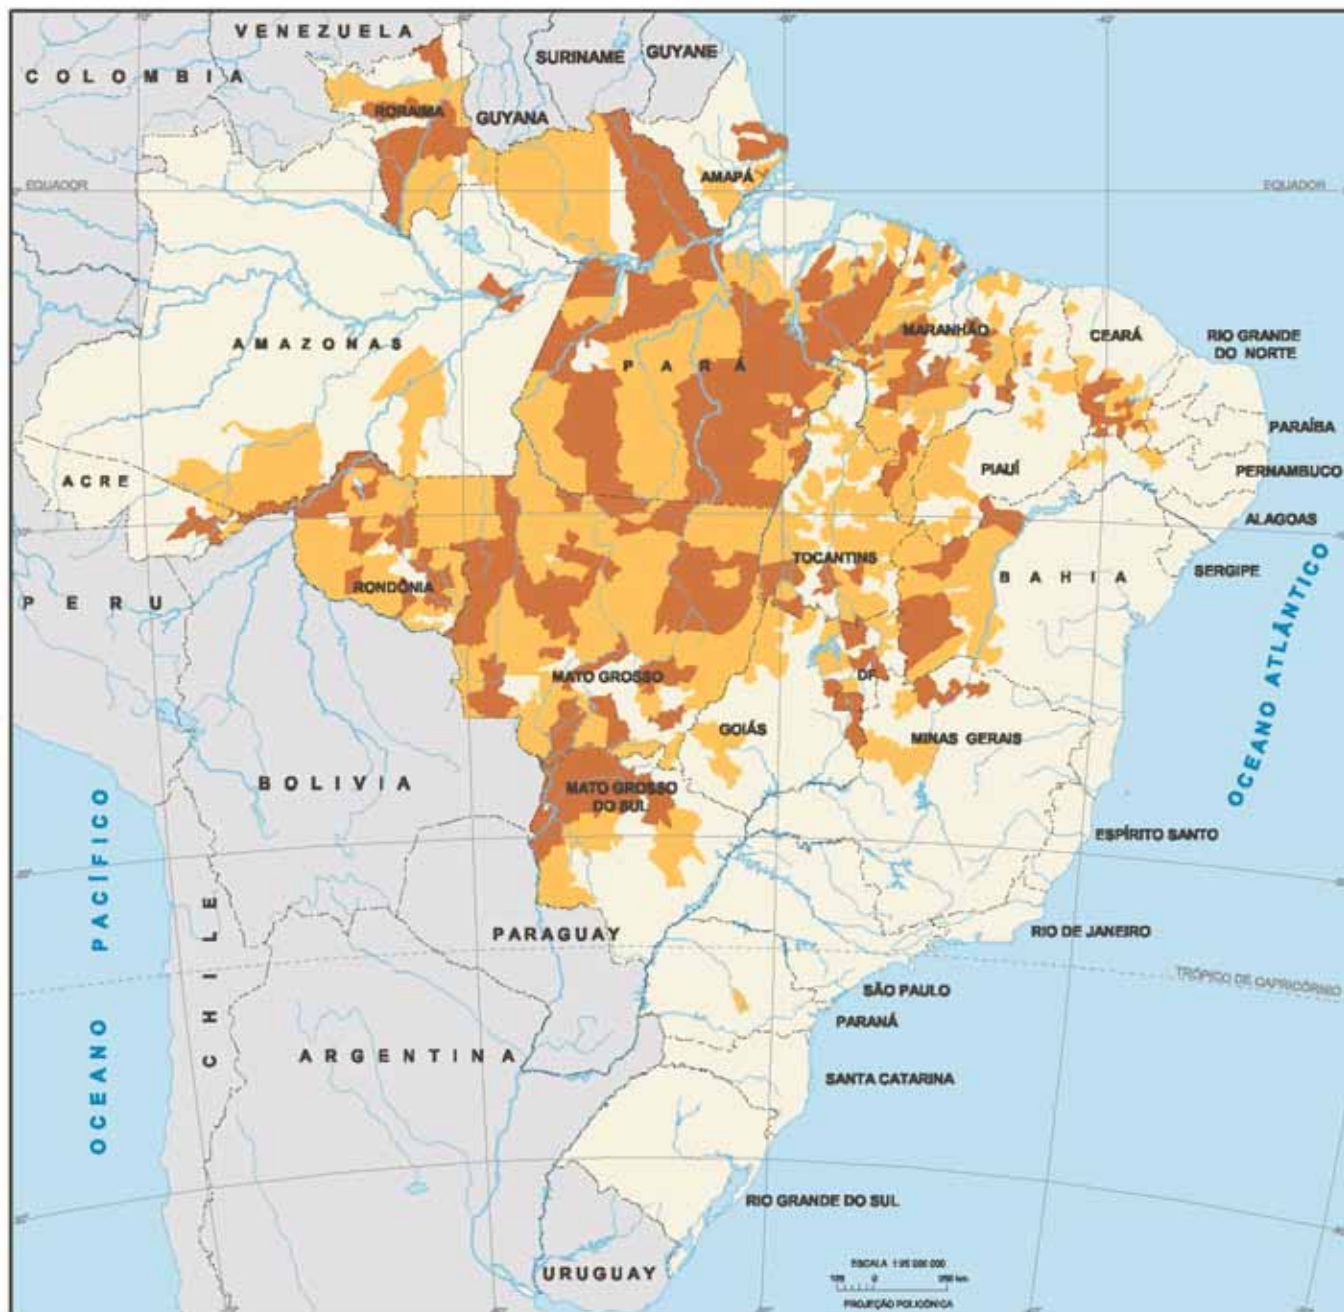 VENEZUELA
SURINAME
GUYANE
COLOMBIA
RORAIMA
GUYANA
AMAPÁ
EQUADOR
EQUADOR
AMAZONAS
PARÁ
MARANHÃO
CEARÁ
RIO GRANDE
DO NORTE
PARAÍBA
ACRE
PIAUÍ
PERNAMBUCO
ALAGOAS
TOCANTINS
SERGIPE
PERU
RONDÔNIA
BAHIA
OCEANO ATLÂNTICO
MATO GROSSO
DF
GOIÁS
MINAS GERAIS
BOLIVIA
MATO GROSSO
DO SUL
OCEANO PACÍFICO
ESPÍRITO SANTO
CHILE
PARAGUAY
RIO DE JANEIRO
TRÓPICO DE CAPRICÓRNIO
SÃO PAULO
PARANÁ
ARGENTINA
SANTA CATARINA
RIO GRANDE DO SUL
URUGUAY
PROJEÇÃO POLICÔNICA